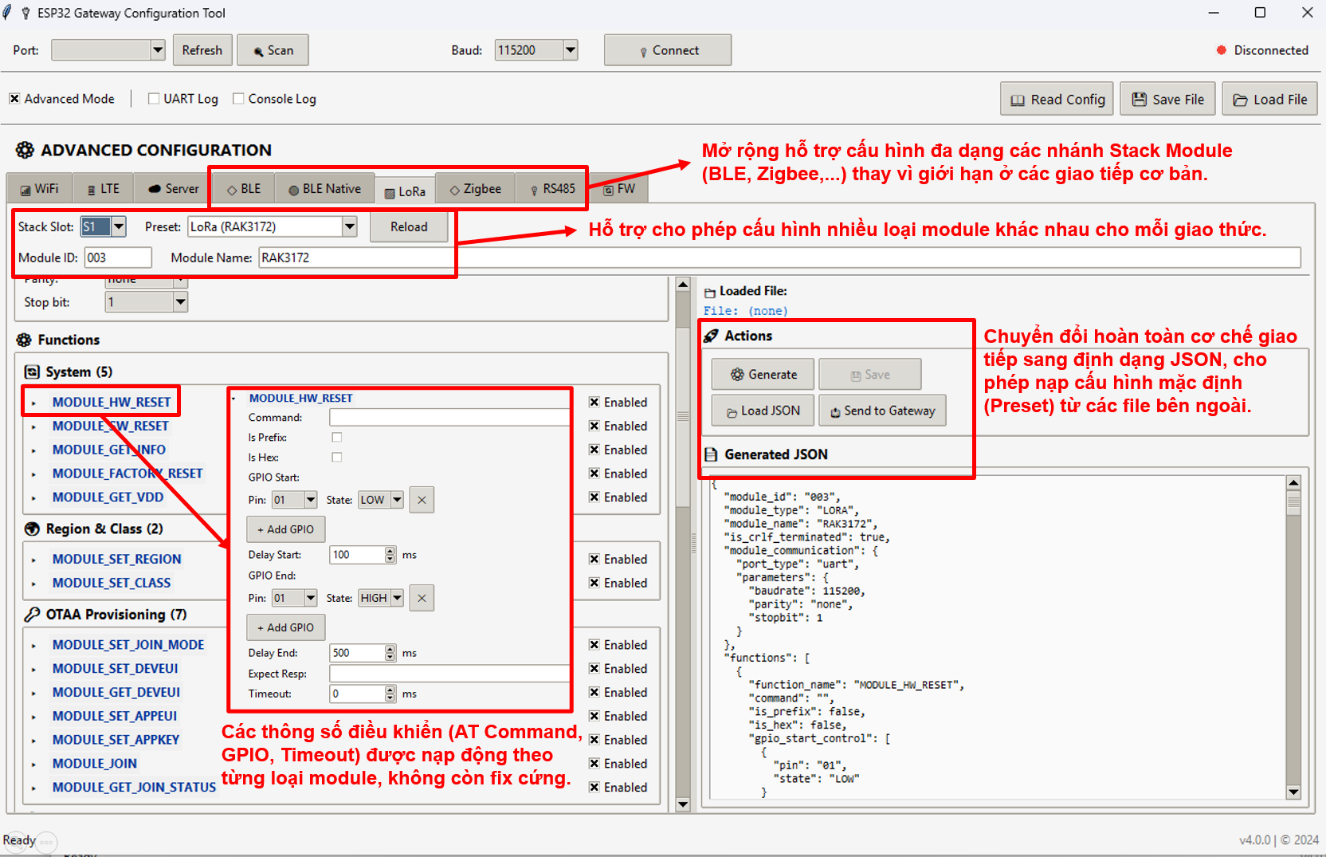 ESP32 Gateway Configuration Tool
Port: Refresh Scan Baud: 115200 Connect Disconnected
Advanced Mode UART Log Console Log Read Config Save File Load File
ADVANCED CONFIGURATION
Mở rộng hỗ trợ cấu hình đa dạng các nhánh Stack Module
(BLE, Zigbee,...) thay vì giới hạn ở các giao tiếp cơ bản.
WiFi LTE Server BLE BLE Native LoRa Zigbee RS485 FW
Stack Slot: S1 Preset: LoRa (RAK3172) Reload
Hỗ trợ cho phép cấu hình nhiều loại module khác nhau cho mỗi giao thức.
Module ID: 003 Module Name: RAK3172
Parity: none
Stop bit: 1
Functions
System (5)
MODULE_HW_RESET Enabled
MODULE_SW_RESET Enabled
MODULE_GET_INFO Enabled
MODULE_FACTORY_RESET Enabled
MODULE_GET_VDD Enabled
Region & Class (2)
MODULE_SET_REGION Enabled
MODULE_SET_CLASS Enabled
OTAA Provisioning (7)
MODULE_SET_JOIN_MODE Enabled
MODULE_SET_DEVEUI Enabled
MODULE_GET_DEVEUI Enabled
MODULE_SET_APPEUI Enabled
MODULE_SET_APPKEY Enabled
MODULE_JOIN Enabled
MODULE_GET_JOIN_STATUS Enabled
MODULE_HW_RESET
Command:
Is Prefix:
Is Hex:
GPIO Start:
Pin: 01 State: LOW ×
+ Add GPIO
Delay Start: 100 ms
GPIO End:
Pin: 01 State: HIGH ×
+ Add GPIO
Delay End: 500 ms
Expect Resp:
Timeout: 0 ms
Các thông số điều khiển (AT Command,
GPIO, Timeout) được nạp động theo
từng loại module, không còn fix cứng.
Loaded File:
File: (none)
Actions
Generate Save
Load JSON Send to Gateway
Chuyển đổi hoàn toàn cơ chế giao
tiếp sang định dạng JSON, cho
phép nạp cấu hình mặc định
(Preset) từ các file bên ngoài.
Generated JSON
{
"module_id": "003",
"module_type": "LORA",
"module_name": "RAK3172",
"is_crlf_terminated": true,
"module_communication": {
"port_type": "uart",
"parameters": {
"baudrate": 115200,
"parity": "none",
"stopbit": 1
}
},
"functions": [
{
"function_name": "MODULE_HW_RESET",
"command": "",
"is_prefix": false,
"is_hex": false,
"gpio_start_control": [
{
"pin": "01",
"state": "LOW"
}
Ready v4.0.0 | © 2024
Ready